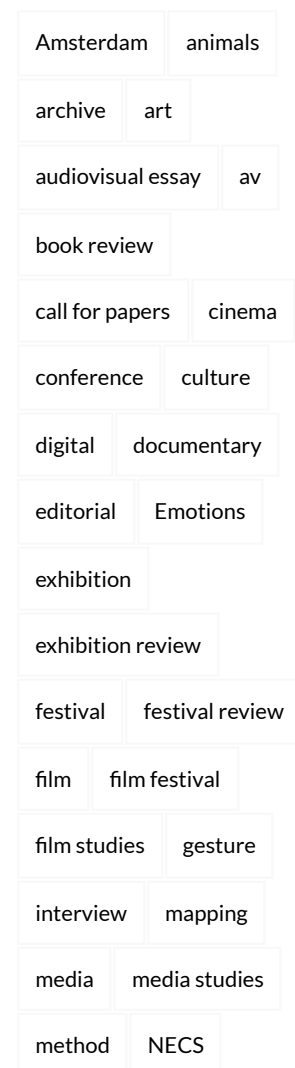 Amsterdam animals
archive art
audiovisual essay av
book review
call for papers cinema
conference culture
digital documentary
editorial Emotions
exhibition
exhibition review
festival festival review
film film festival
film studies gesture
interview mapping
media media studies
method NECS